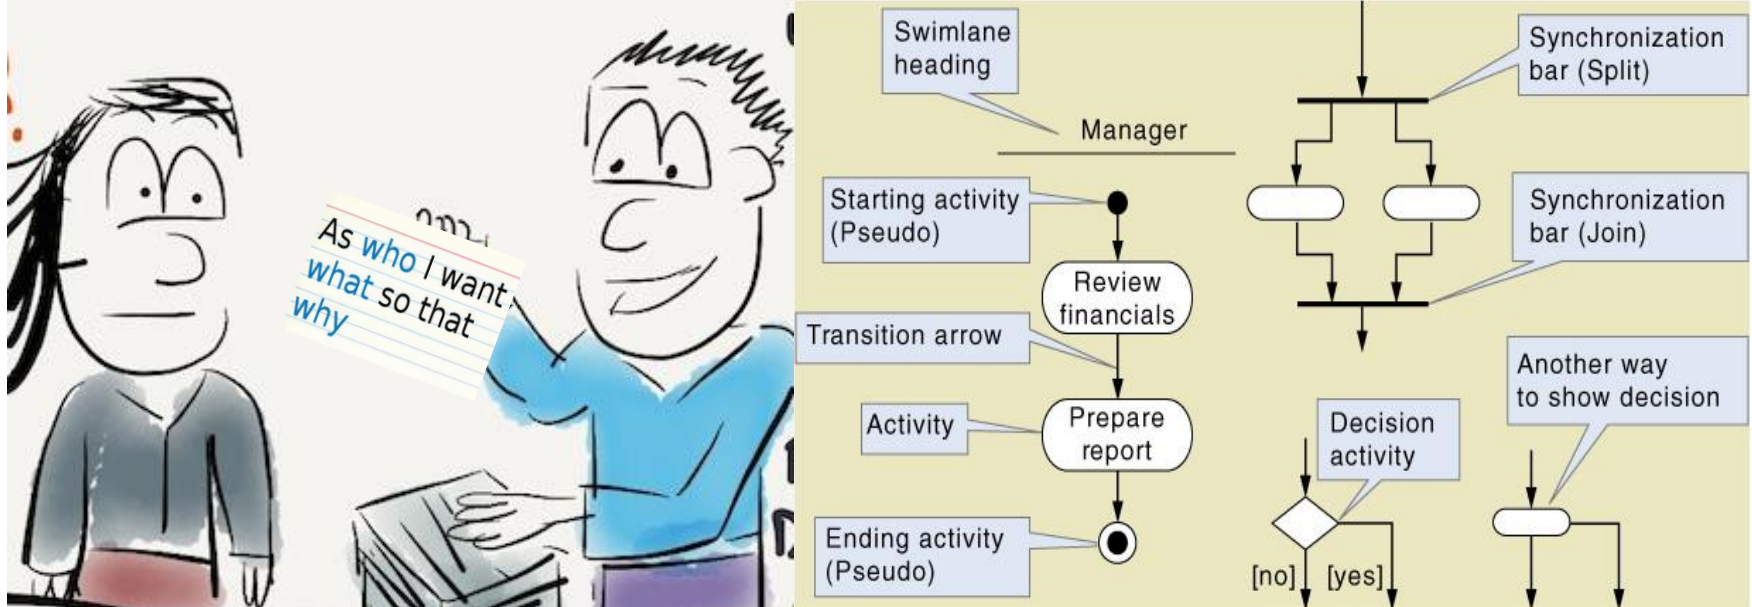 As who I want
what so that
why
Swimlane
heading
Manager
Starting activity
(Pseudo)
Review
financials
Transition arrow
Activity
Prepare
report
Ending activity
(Pseudo)
Synchronization
bar (Split)
Synchronization
bar (Join)
Another way
to show decision
Decision
activity
[no] [yes]